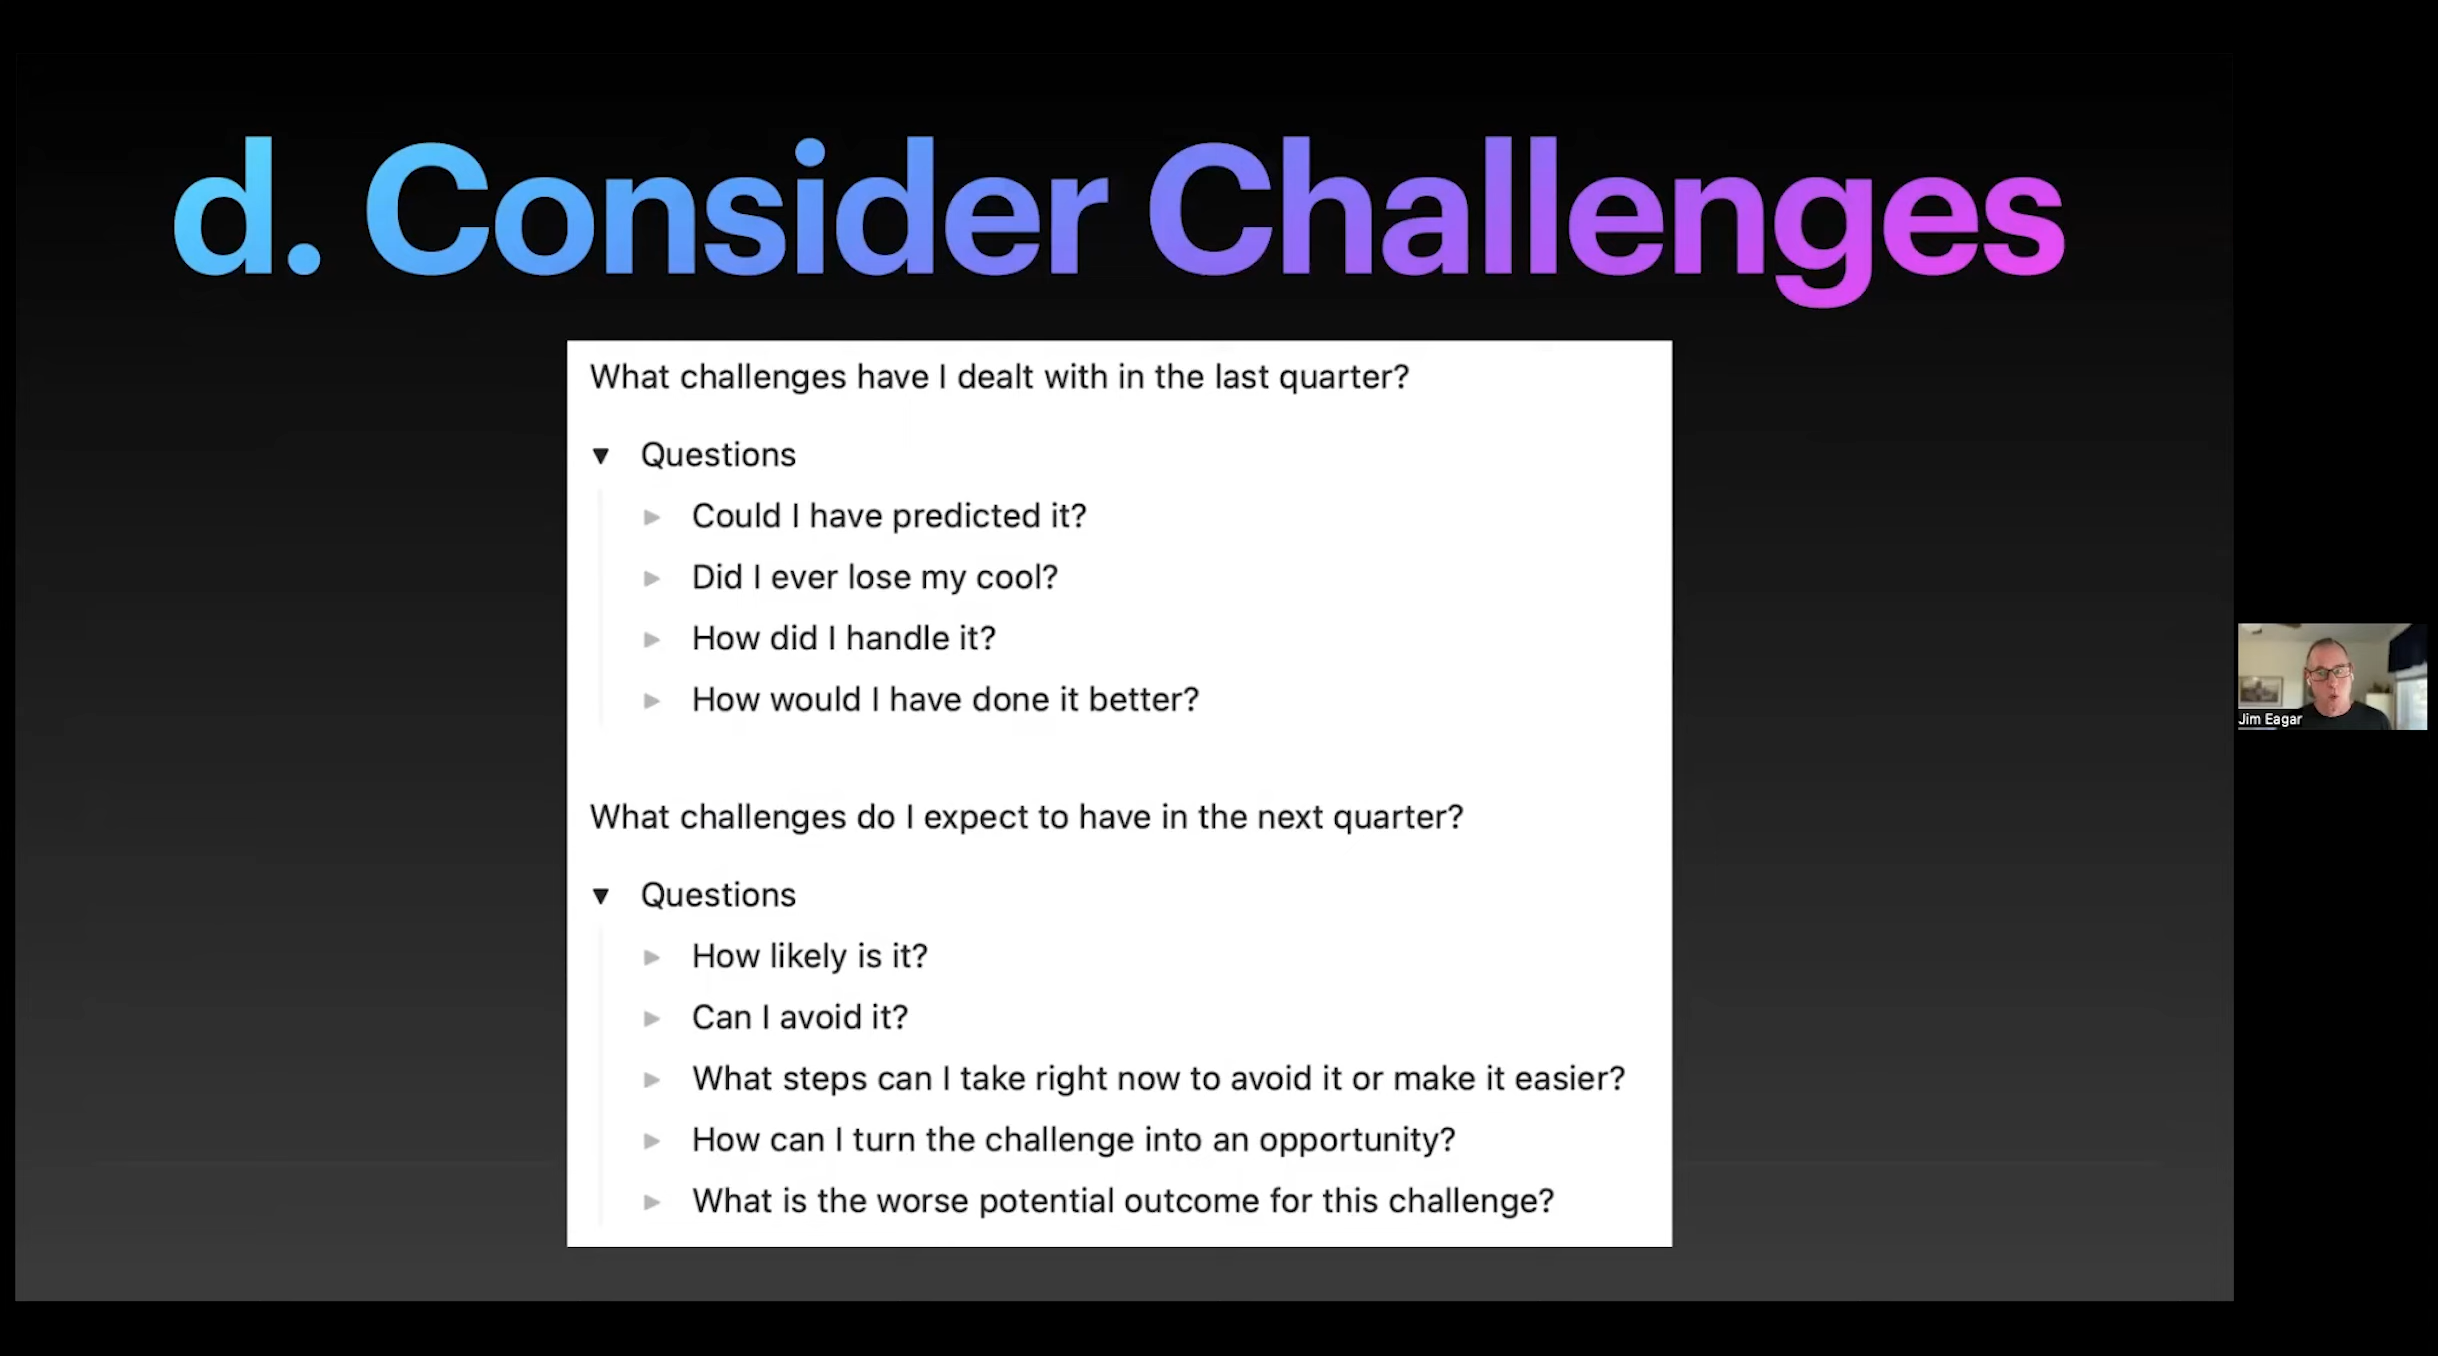 d. Consider Challenges
What challenges have I dealt with in the last quarter?
Questions
Could I have predicted it?
Did I ever lose my cool?
How did I handle it?
How would I have done it better?
What challenges do I expect to have in the next quarter?
Questions
How likely is it?
Can I avoid it?
What steps can I take right now to avoid it or make it easier?
How can I turn the challenge into an opportunity?
What is the worse potential outcome for this challenge?
Jim Eagar